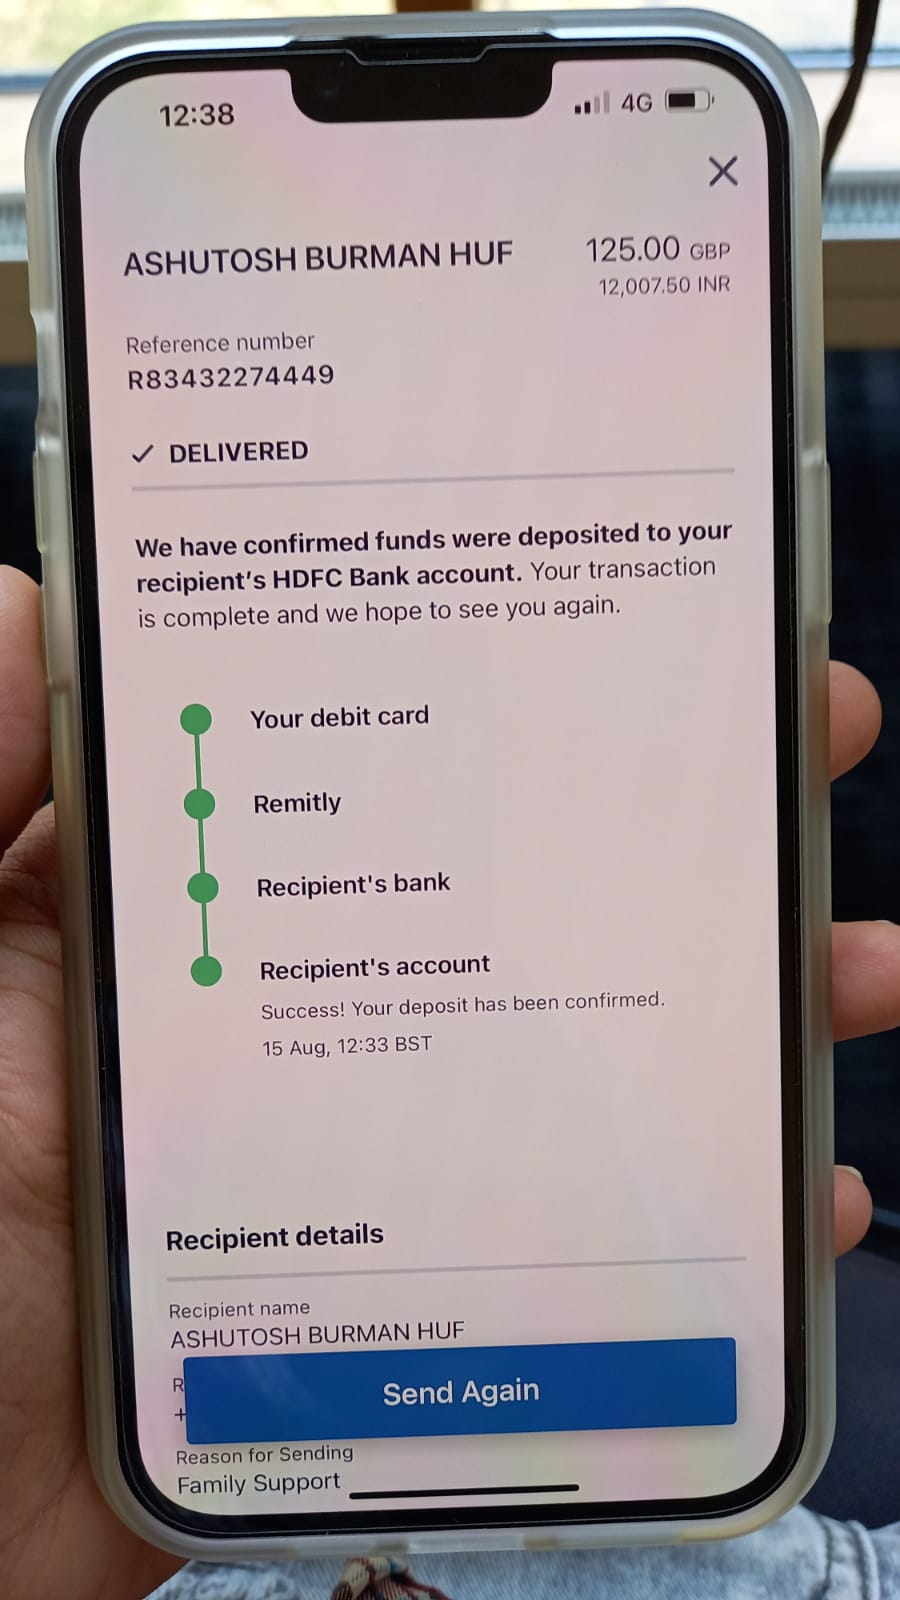 12:38
4G
ASHUTOSH BURMAN HUF
125.00 GBP
12,007.50 INR
Reference number
R83432274449
DELIVERED
We have confirmed funds were deposited to your
recipient's HDFC Bank account. Your transaction
is complete and we hope to see you again.
Your debit card
Remitly
Recipient's bank
Recipient's account
Success! Your deposit has been confirmed.
15 Aug, 12:33 BST
Recipient details
Recipient name
ASHUTOSH BURMAN HUF
R
+
Send Again
Reason for Sending
Family Support